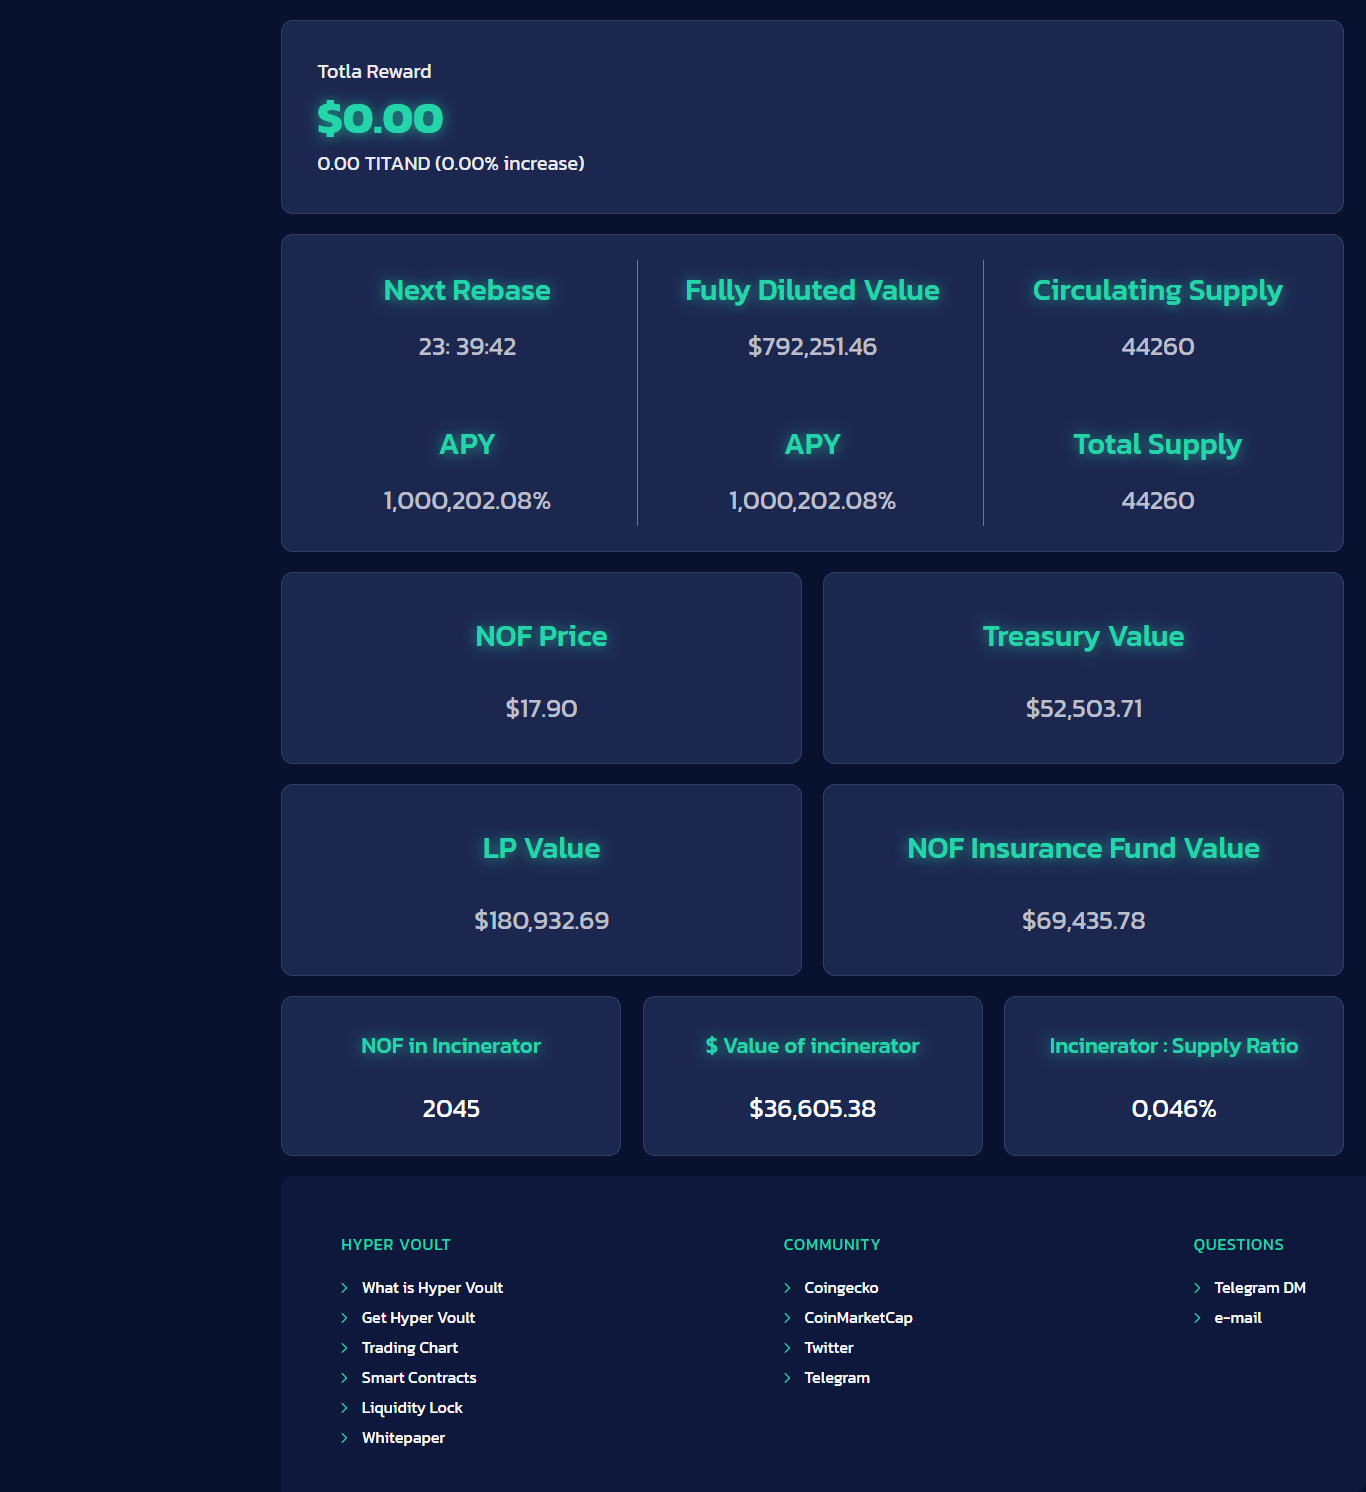 Totla Reward
$0.00
0.00 TITAND (0.00% increase)
Next Rebase
23: 39:42
Fully Diluted Value
$792,251.46
Circulating Supply
44260
APY
1,000,202.08%
APY
1,000,202.08%
Total Supply
44260
NOF Price
$17.90
Treasury Value
$52,503.71
LP Value
$180,932.69
NOF Insurance Fund Value
$69,435.78
NOF in Incinerator
2045
$ Value of incinerator
$36,605.38
Incinerator : Supply Ratio
0,046%
HYPER VOULT
What is Hyper Voult
Get Hyper Voult
Trading Chart
Smart Contracts
Liquidity Lock
Whitepaper
COMMUNITY
Coingecko
CoinMarketCap
Twitter
Telegram
QUESTIONS
Telegram DM
e-mail